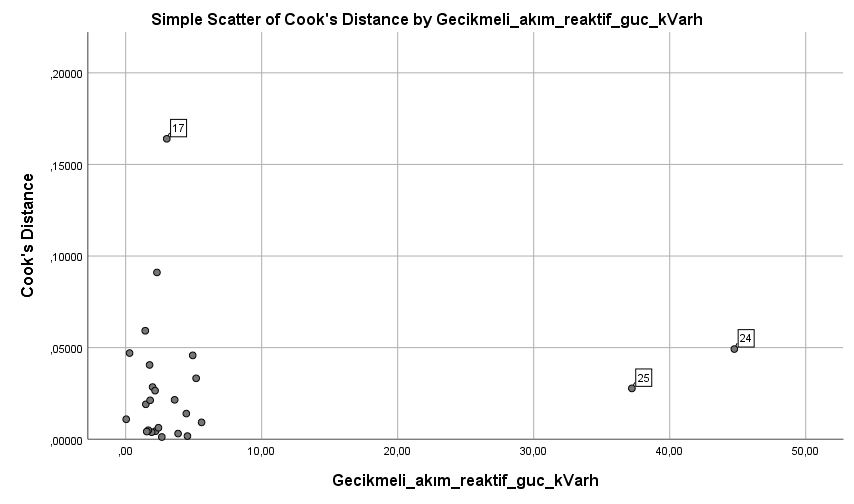 Simple Scatter of Cook's Distance by Gecikmeli_akım_reaktif_guc_kVarh
,20000
17
,15000
Cook's Distance
,10000
24
,05000
25
,00000
,00 10,00 20,00 30,00 40,00 50,00
Gecikmeli_akım_reaktif_guc_kVarh